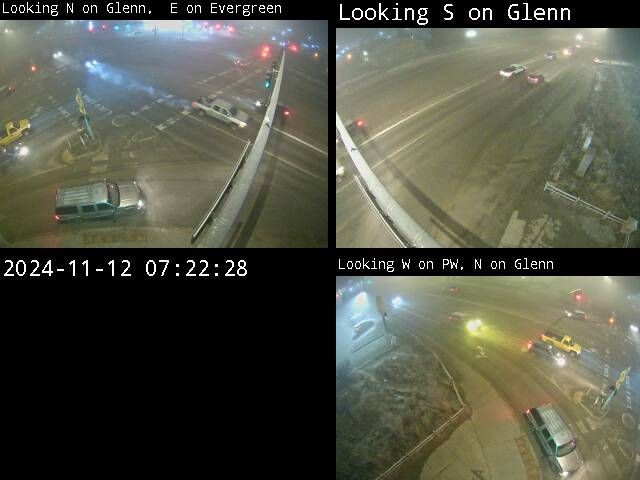 Looking N on Glenn,  E on Evergreen
Looking S on Glenn
2024-11-12 07:22:28
Looking W on PW, N on Glenn